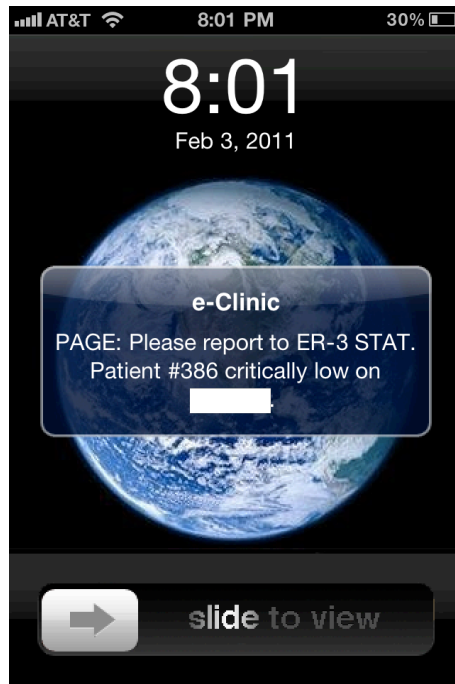 AT&T 8:01 PM 30%
8:01
Feb 3, 2011
e-Clinic
PAGE: Please report to ER-3 STAT.
Patient #386 critically low on
.
slide to view